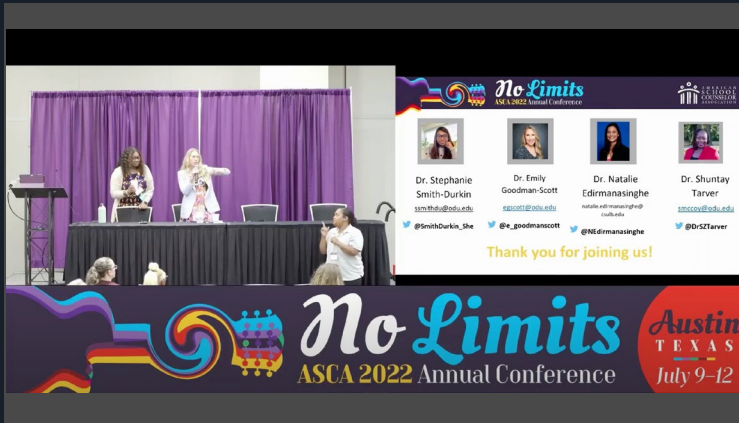 No Limits
ASCA 2022 Annual Conference
AMERICAN
SCHOOL
COUNSELOR
ASSOCIATION
Dr. Stephanie
Smith-Durkin
ssmithdu@odu.edu
@SmithDurkin_She
Dr. Emily
Goodman-Scott
egscott@odu.edu
@e_goodmanscott
Dr. Natalie
Edirmanasinghe
natalie.edirmanasinghe@
csulb.edu
@NEdirmanasinghe
Dr. Shuntay
Tarver
smccoy@odu.edu
@DrSZTarver
Thank you for joining us!
No Limits
ASCA 2022 Annual Conference
Austin
TEXAS
July 9-12